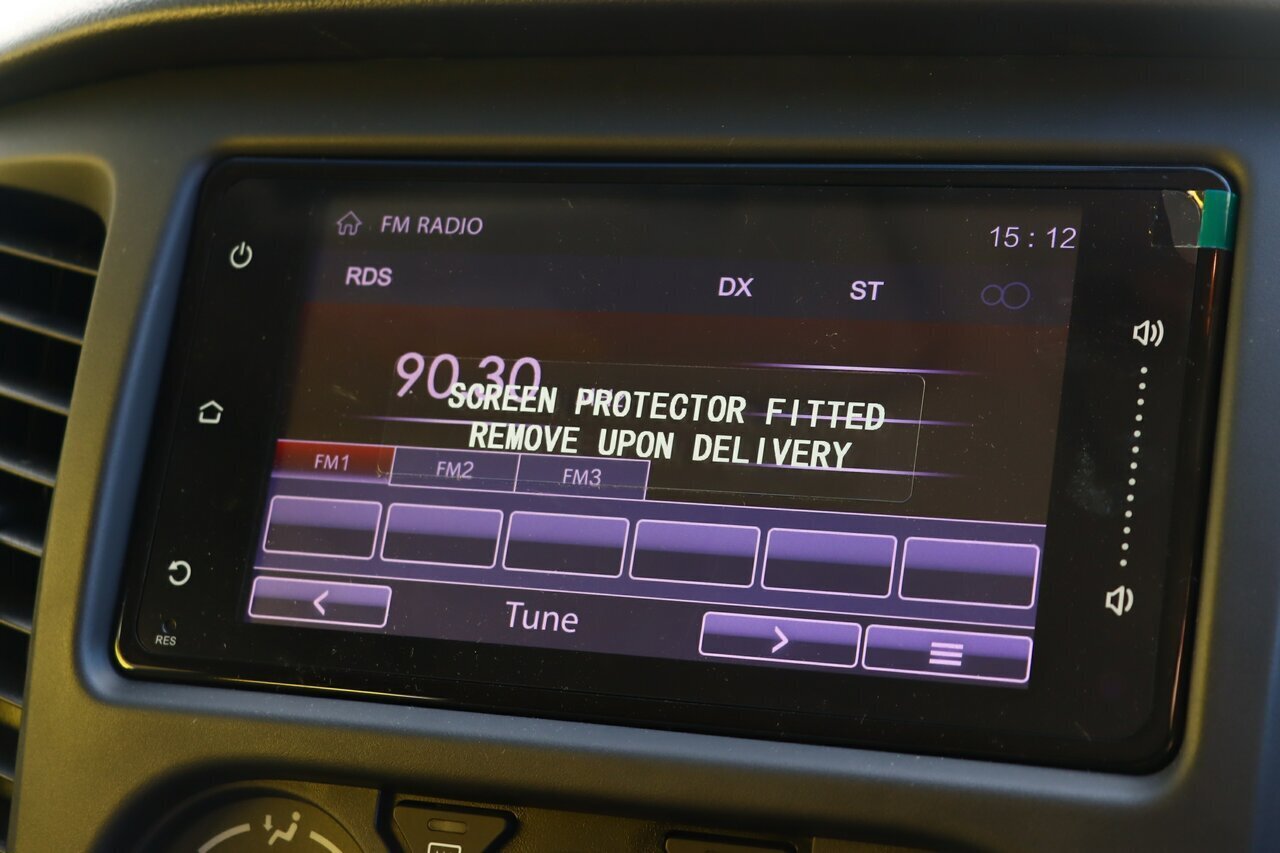 FM RADIO
15:12
RDS
DX
ST
90.30
SCREEN PROTECTOR FITTED
REMOVE UPON DELIVERY
FM1
FM2
FM3
Tune
RES